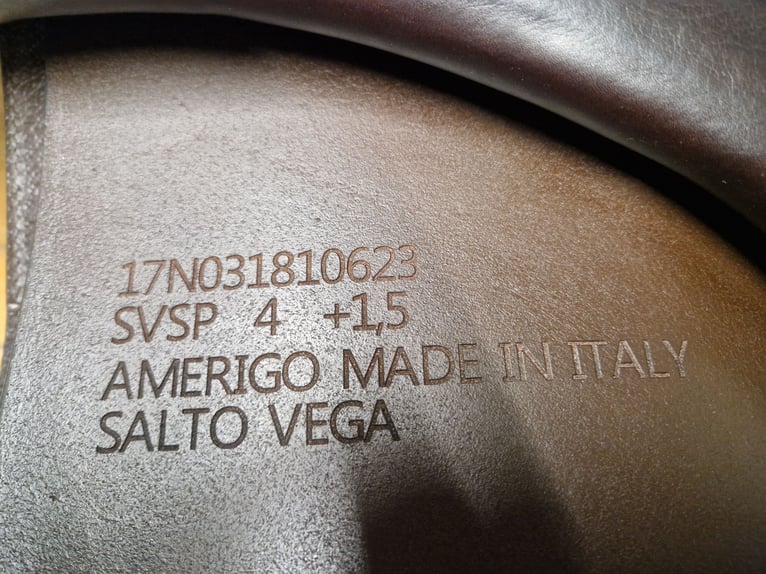 17N031810623
SVSP 4 +1,5
AMERIGO MADE IN ITALY
SALTO VEGA